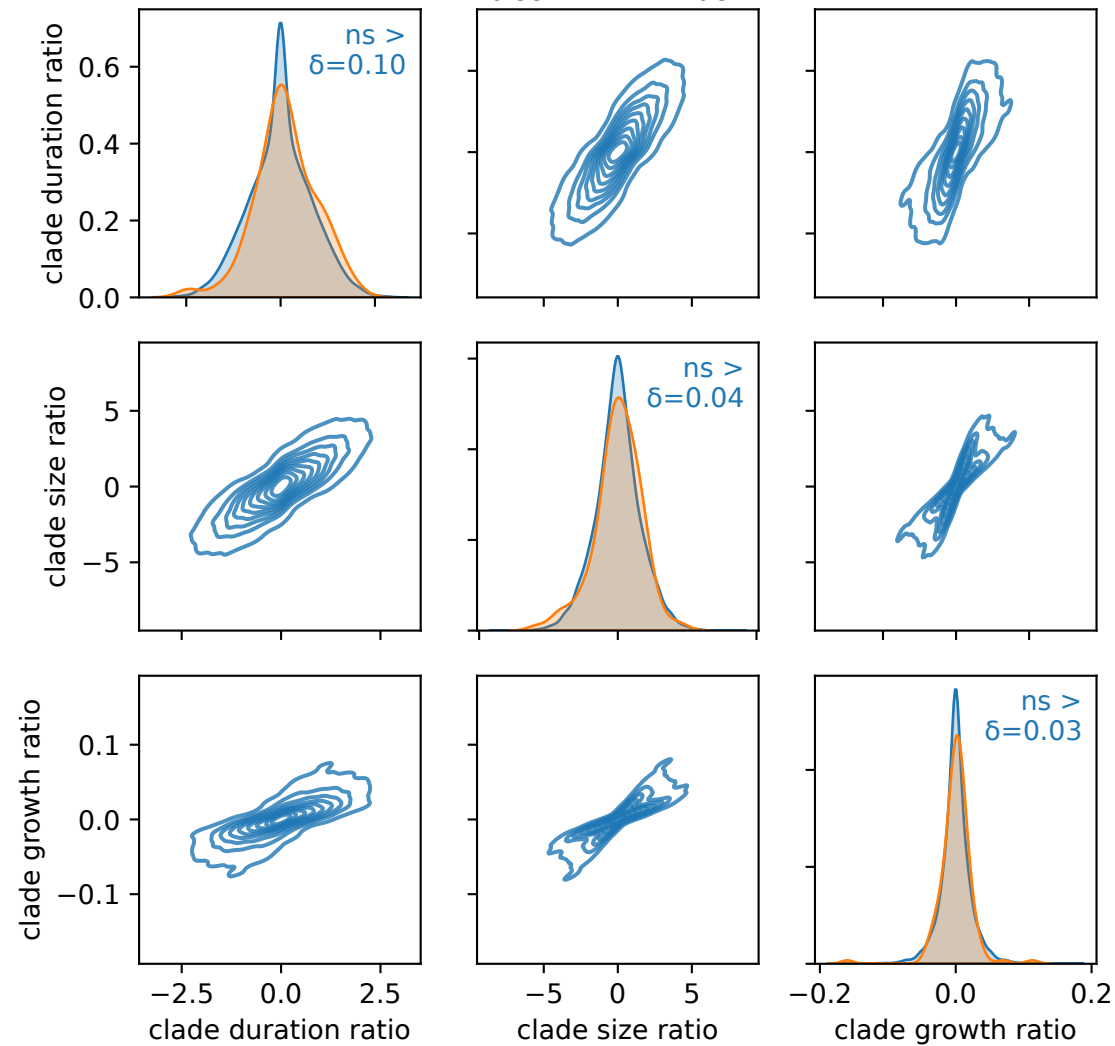 clade duration ratio
0.6
0.4
0.2
0.0
ns >
δ=0.10
clade size ratio
5
0
−5
ns >
δ=0.04
clade growth ratio
0.1
0.0
−0.1
ns >
δ=0.03
−2.5 0.0 2.5
−5 0 5
−0.2 0.0 0.2
clade duration ratio
clade size ratio
clade growth ratio